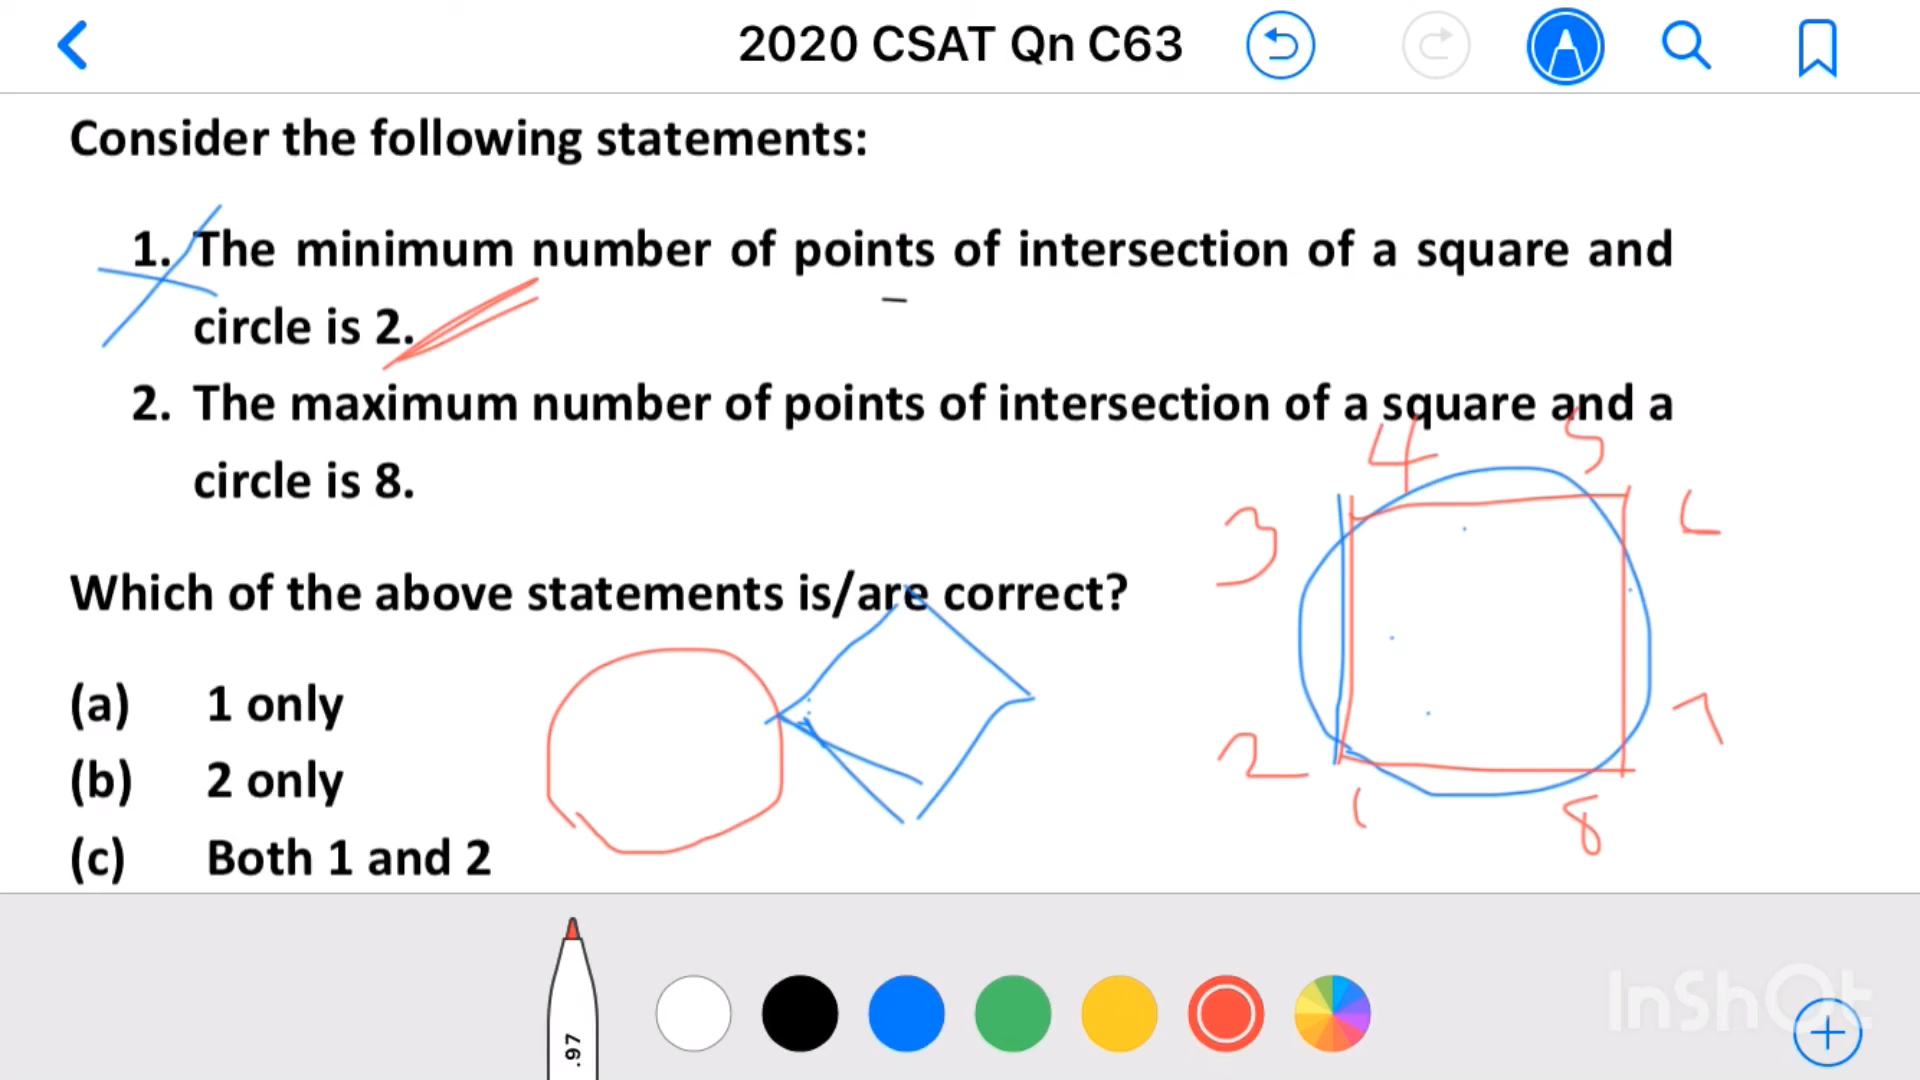 2020 CSAT Qn C63
Consider the following statements:
1. The minimum number of points of intersection of a square and
circle is 2.
2. The maximum number of points of intersection of a square and a
circle is 8.
4 5
3
Which of the above statements is/are correct?
(a) 1 only
7
2
(b) 2 only
1 8
(c) Both 1 and 2
.97
InShOt